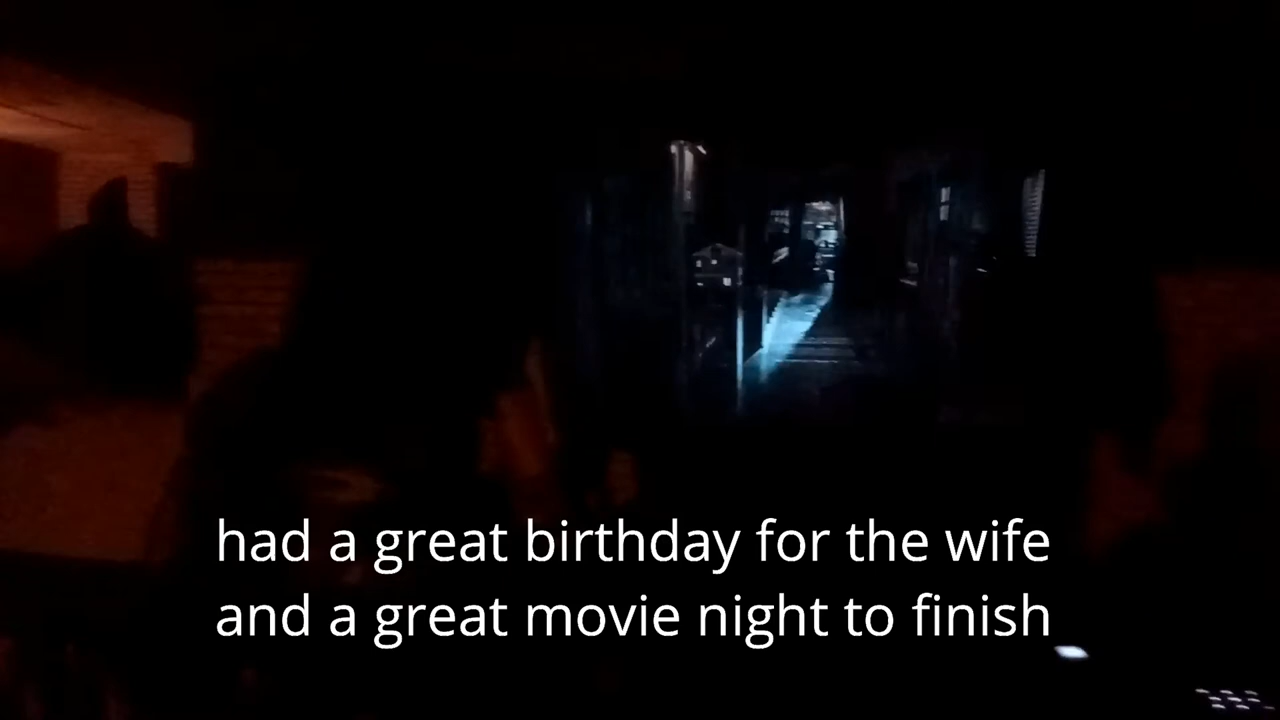 had a great birthday for the wife
and a great movie night to finish